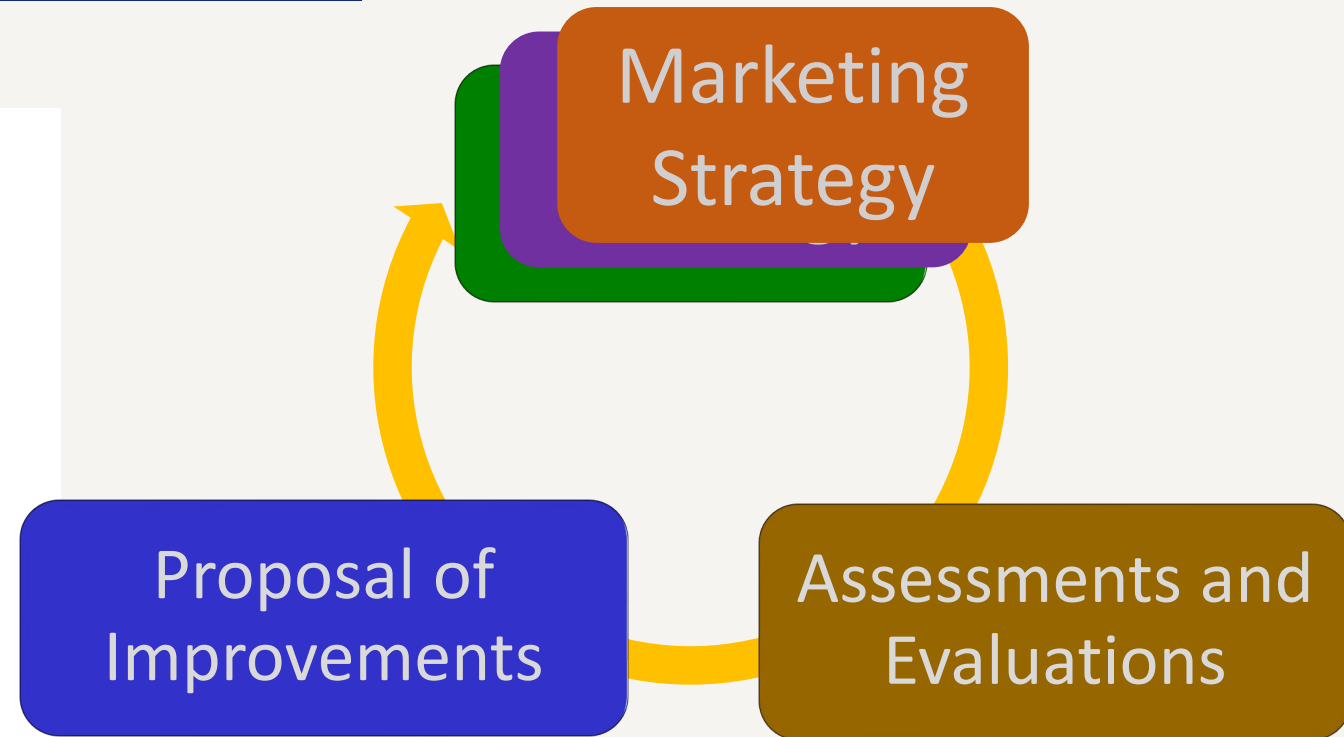 Marketing
Strategy
Proposal of
Improvements
Assessments and
Evaluations